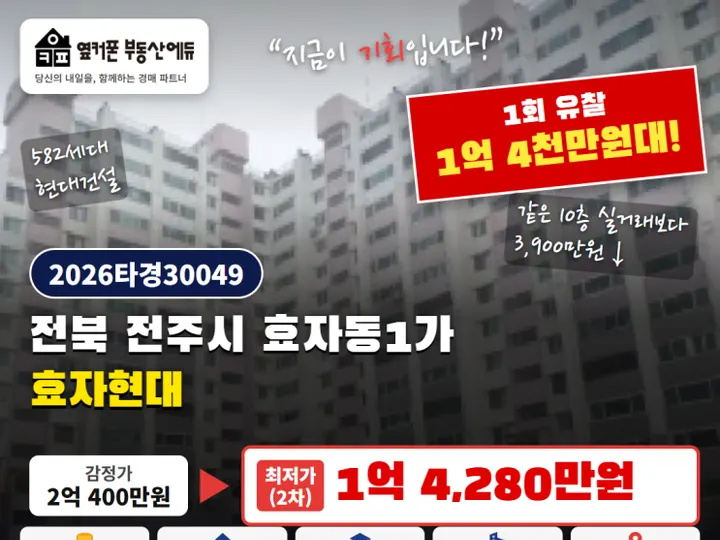 옆커폰 부동산에듀
당신의 내일을, 함께하는 경매 파트너
“지금이 기회입니다!”
1회 유찰
1억 4천만원대!
582세대
현대건설
같은 10층 실거래보다
3,900만원 ↓
2026타경30049
전북 전주시 효자동1가
효자현대
감정가
2억 400만원
최저가
(2차)
1억 4,280만원